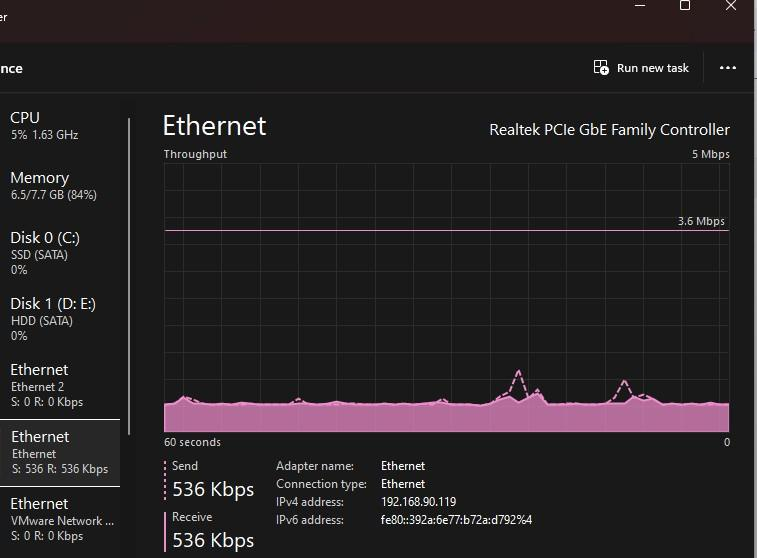 er
nce
Run new task
CPU
5% 1.63 GHz
Memory
6.5/7.7 GB (84%)
Disk 0 (C:)
SSD (SATA)
0%
Disk 1 (D: E:)
HDD (SATA)
0%
Ethernet
Ethernet 2
S: 0 R: 0 Kbps
Ethernet
Ethernet
S: 536 R: 536 Kbps
Ethernet
VMware Network ...
S: 0 R: 0 Kbps
Ethernet
Realtek PCIe GbE Family Controller
Throughput
5 Mbps
3.6 Mbps
60 seconds
0
Send
536 Kbps
Receive
536 Kbps
Adapter name: Ethernet
Connection type: Ethernet
IPv4 address: 192.168.90.119
IPv6 address: fe80::392a:6e77:b72a:d792%4